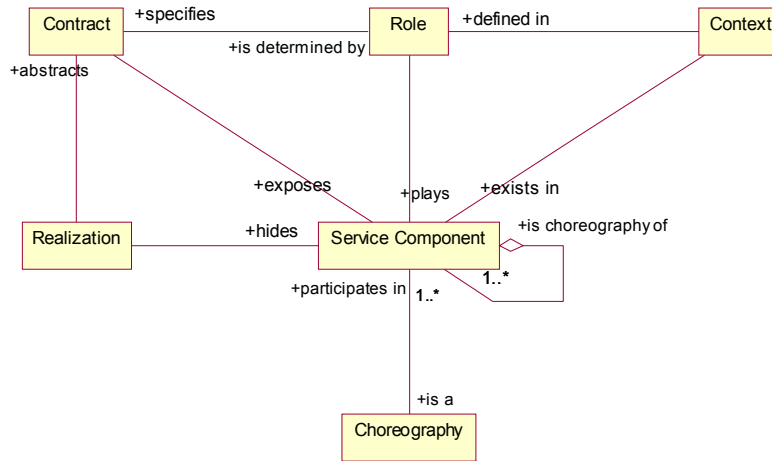 +specifies
Contract
Role
+defined in
Context
+is determined by
+abstracts
+exposes
+plays
+exists in
Realization
+hides
Service Component
+is choreography of
+participates in
1..*
1..*
+is a
Choreography